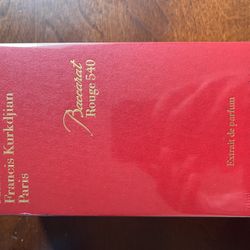 Francis Kurkdjian
Paris
Baccarat
Rouge 540
Extrait de parfum